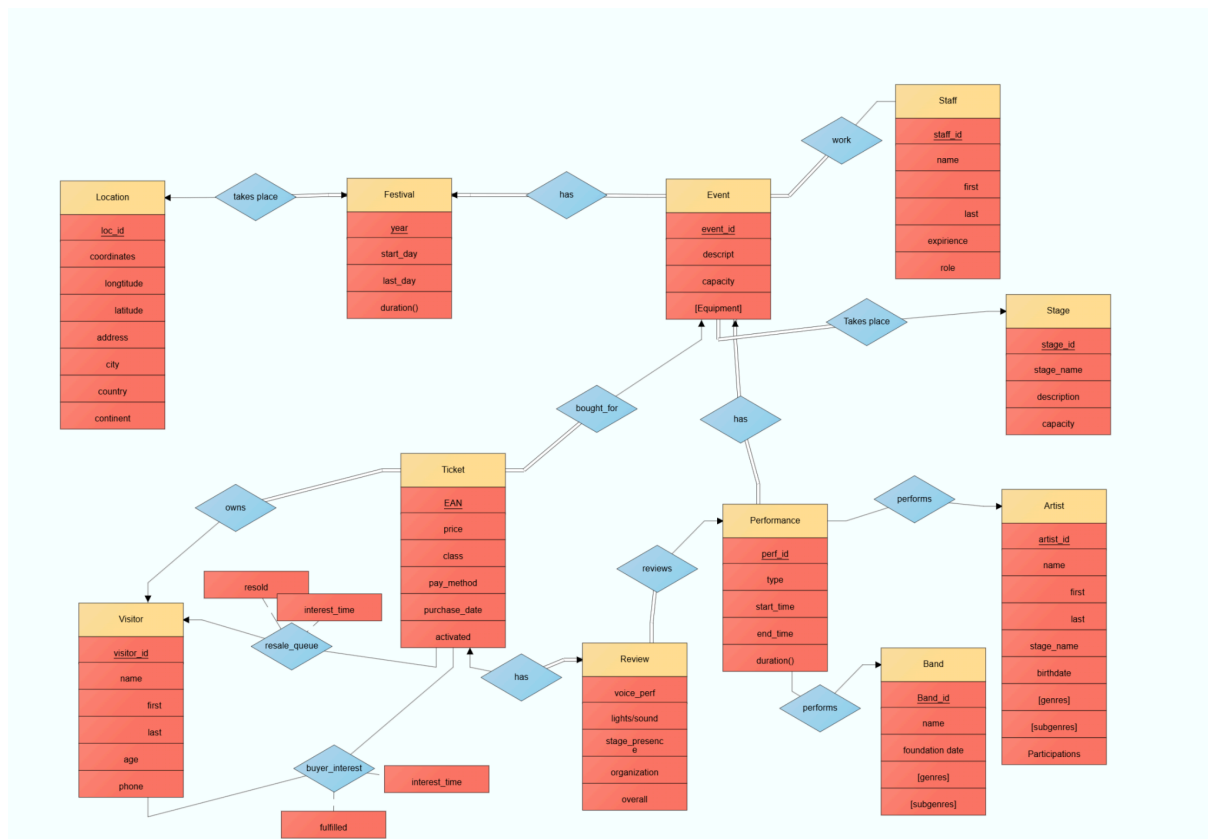 Staff
staff_id
name
first
last
expirience
role
work
Location
loc_id
coordinates
longtitude
latitude
address
city
country
continent
takes place
Festival
year
start_day
last_day
duration()
has
Event
event_id
descript
capacity
[Equipment]
Takes place
Stage
stage_id
stage_name
description
capacity
bought_for
has
Ticket
EAN
price
class
pay_method
purchase_date
activated
owns
Performance
perf_id
type
start_time
end_time
duration()
performs
Artist
artist_id
name
first
last
stage_name
birthdate
[genres]
[subgenres]
Participations
reviews
resold
interest_time
resale_queue
Visitor
visitor_id
name
first
last
age
phone
has
Review
voice_perf
lights/sound
stage_presenc
e
organization
overall
performs
Band
Band_id
name
foundation date
[genres]
[subgenres]
buyer_interest
interest_time
fulfilled